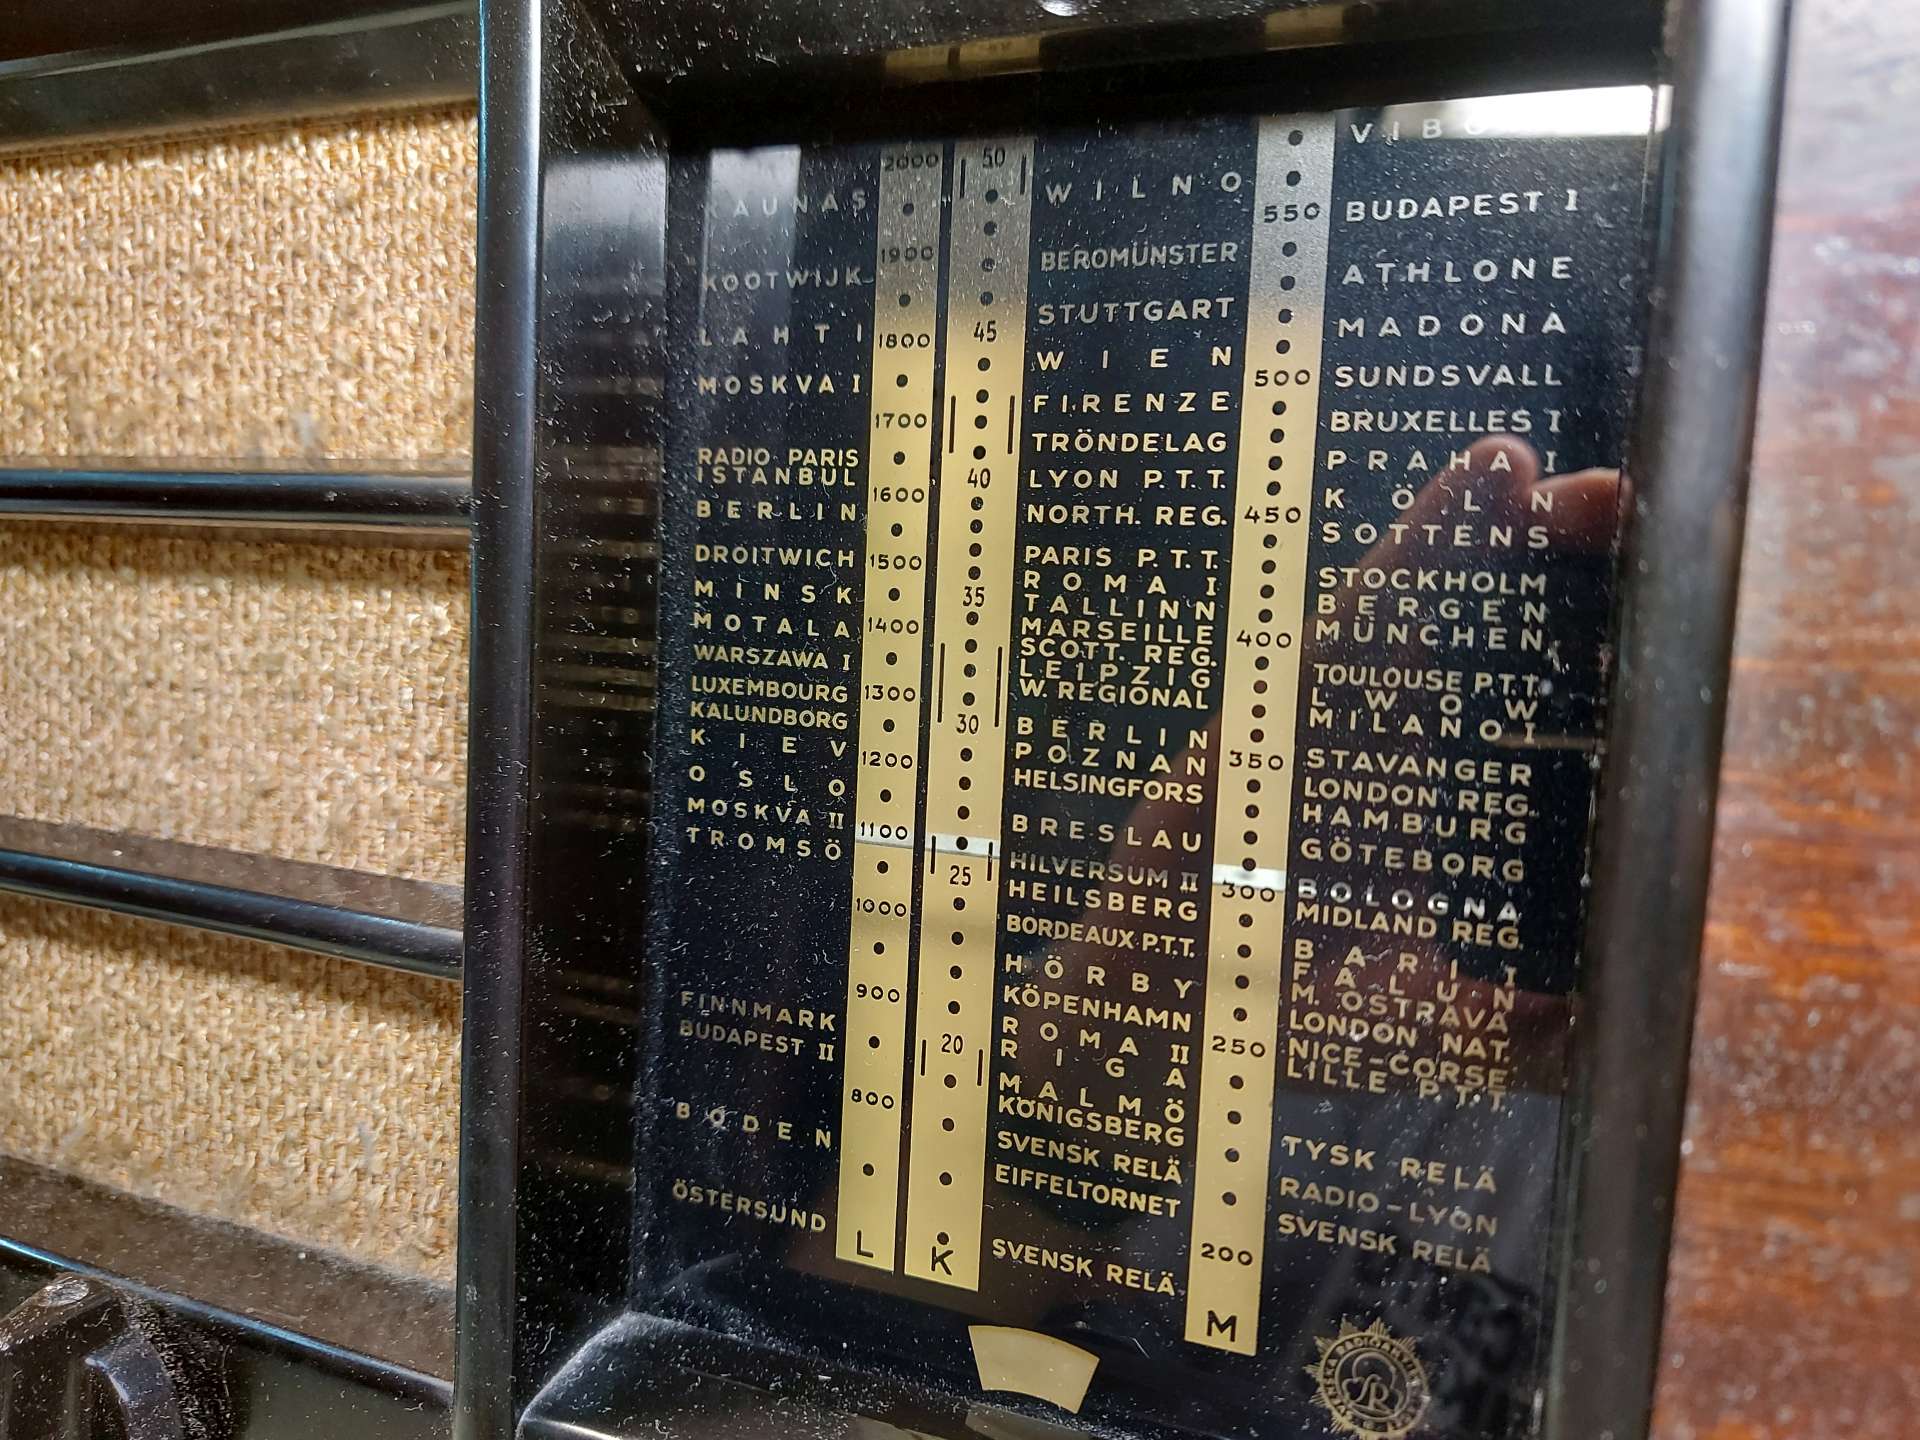 2000
KAUNAS
1900
KOOTWIJK
LAHTI
1800
MOSKVA I
1700
RADIO PARIS
ISTANBUL
1600
BERLIN
DROITWICH
1500
MINSK
MOTALA
1400
WARSZAWA I
LUXEMBOURG
1300
KALUNDBORG
KIEV
1200
OSLO
MOSKVA II
1100
TROMSÖ
1000
900
FINNMARK
BUDAPEST II
800
BODEN
ÖSTERSUND
L
50
45
40
35
30
25
20
K
WILNO
BEROMÜNSTER
STUTTGART
WIEN
FIRENZE
TRÖNDELAG
LYON P.T.T.
NORTH. REG.
PARIS P.T.T.
ROMA I
TALLINN
MARSEILLE
SCOTT. REG.
LEIPZIG
W. REGIONAL
BERLIN
POZNAN
HELSINGFORS
BRESLAU
HILVERSUM II
HEILSBERG
BORDEAUX P.T.T.
HÖRBY
KÖPENHAMN
ROMA II
RIGA
MALMÖ
KÖNIGSBERG
SVENSK RELÄ
EIFFELTORNET
SVENSK RELÄ
550
500
450
400
350
300
250
200
M
BUDAPEST I
ATHLONE
MADONA
SUNDSVALL
BRUXELLES I
PRAHA I
KÖLN
SOTTENS
STOCKHOLM
BERGEN
MÜNCHEN
TOULOUSE P.T.T.
LWOW
MILANO I
STAVANGER
LONDON REG.
HAMBURG
GÖTEBORG
BOLOGNA
MIDLAND REG.
BARI I
FALUN
M. OSTRAVA
LONDON NAT.
NICE-CORSE
LILLE P.T.T.
TYSK RELÄ
RADIO-LYON
SVENSK RELÄ